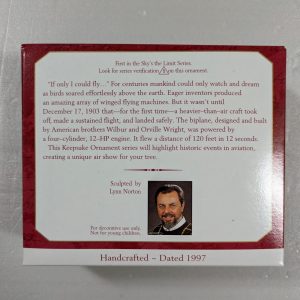 First in the Sky's the Limit Series.
Look for series verification on this ornament.
"If only I could fly..." For centuries mankind could only watch and dream
as birds soared effortlessly above the earth. Eager inventors produced
an amazing array of winged flying machines. But it wasn't until
December 17, 1903 that—for the first time—a heavier-than-air craft took
off, made a sustained flight, and landed safely. The biplane, designed and built
by American brothers Wilbur and Orville Wright, was powered by
a four-cylinder, 12-HP engine. It flew a distance of 120 feet in 12 seconds.
This Keepsake Ornament series will highlight historic events in aviation,
creating a unique air show for your tree.
Sculpted by
Lynn Norton
For decorative use only.
Not for young children.
Handcrafted – Dated 1997